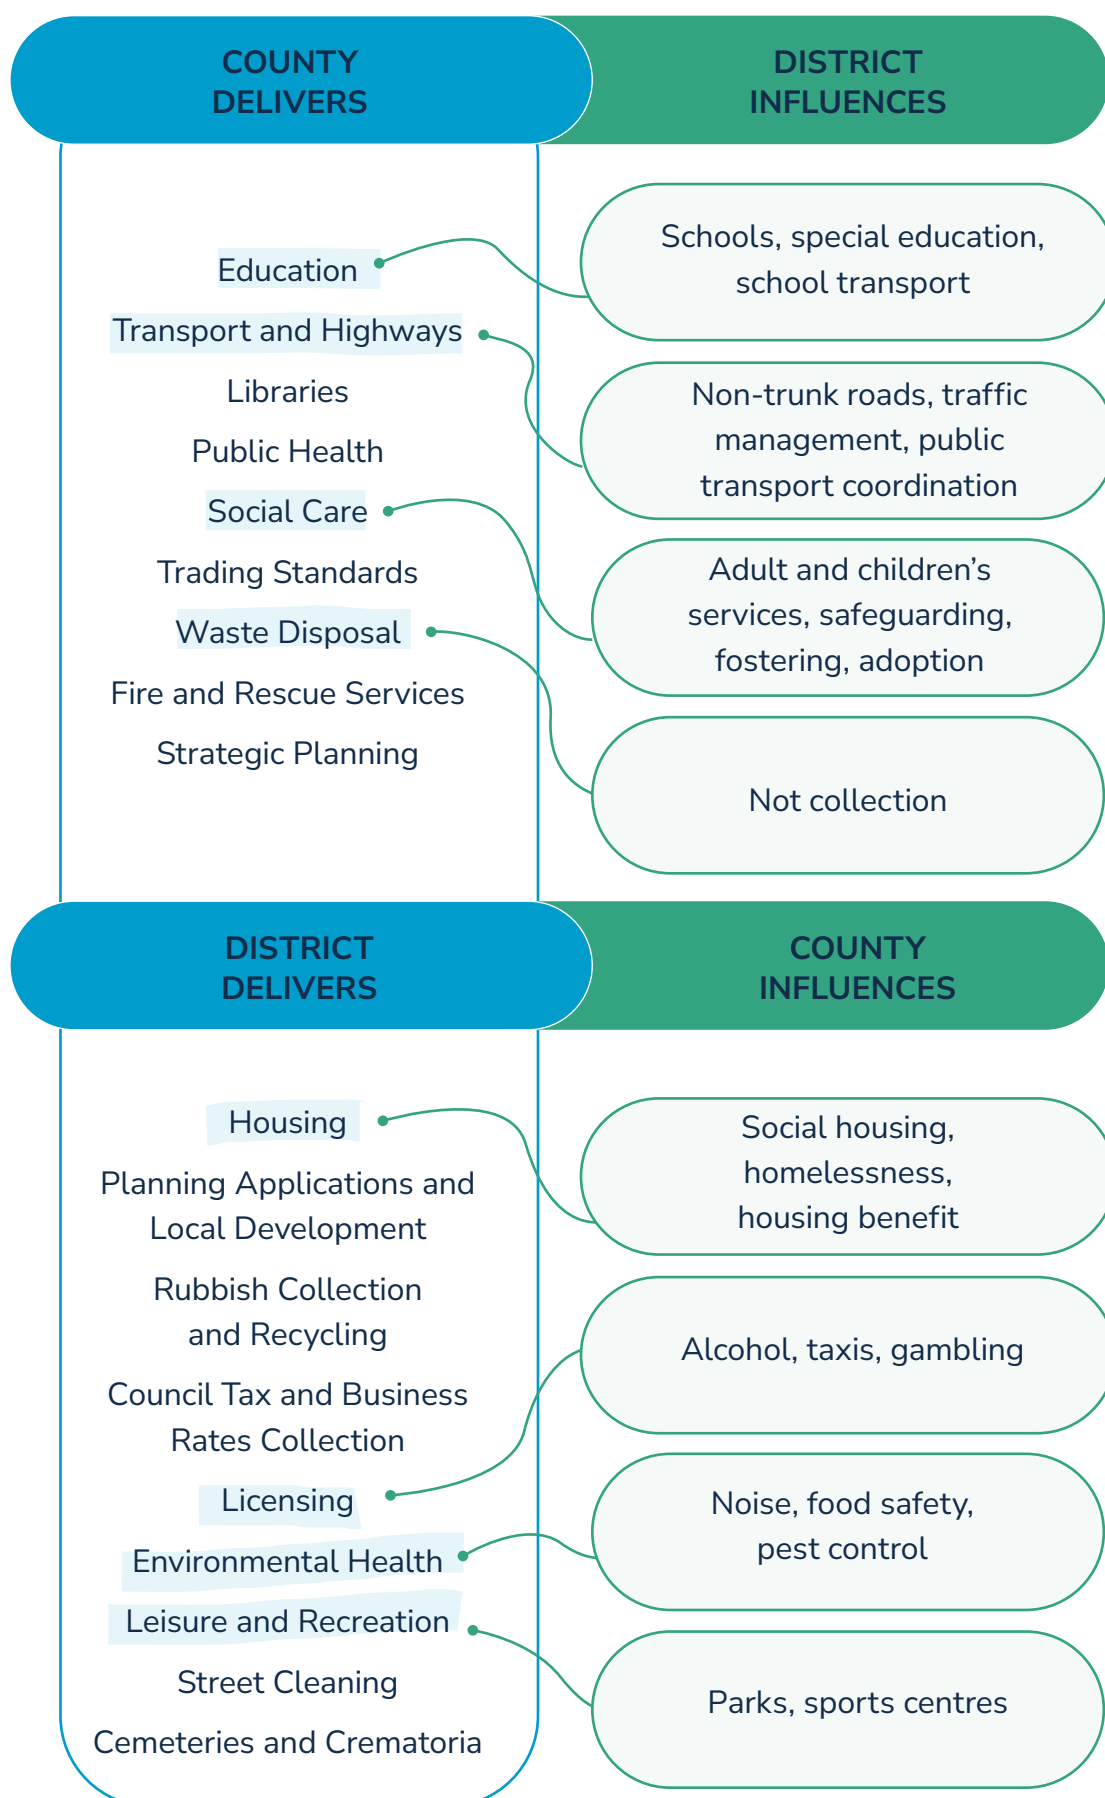 COUNTY
DELIVERS
DISTRICT
INFLUENCES
Education
Transport and Highways
Libraries
Public Health
Social Care
Trading Standards
Waste Disposal
Fire and Rescue Services
Strategic Planning
Schools, special education,
school transport
Non-trunk roads, traffic
management, public
transport coordination
Adult and children’s
services, safeguarding,
fostering, adoption
Not collection
DISTRICT
DELIVERS
COUNTY
INFLUENCES
Housing
Planning Applications and
Local Development
Rubbish Collection
and Recycling
Council Tax and Business
Rates Collection
Licensing
Environmental Health
Leisure and Recreation
Street Cleaning
Cemeteries and Crematoria
Social housing,
homelessness,
housing benefit
Alcohol, taxis, gambling
Noise, food safety,
pest control
Parks, sports centres